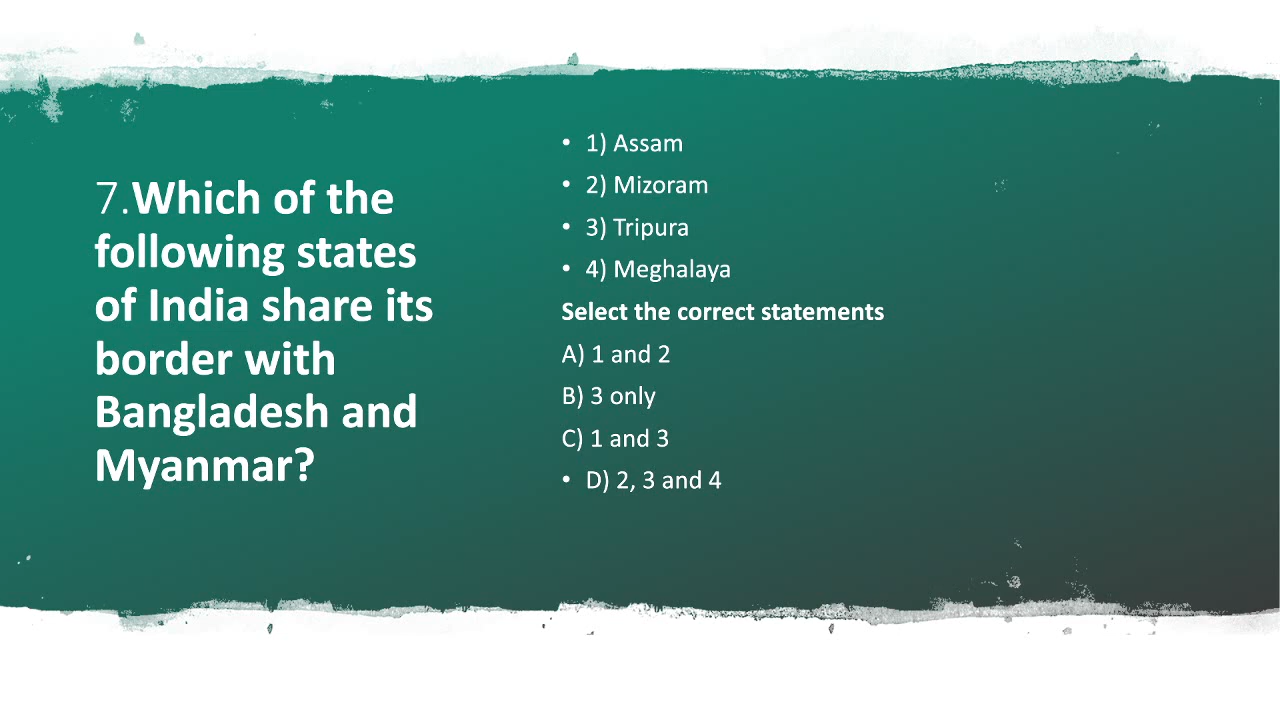 7.Which of the
following states
of India share its
border with
Bangladesh and
Myanmar?
• 1) Assam
• 2) Mizoram
• 3) Tripura
• 4) Meghalaya
Select the correct statements
A) 1 and 2
B) 3 only
C) 1 and 3
• D) 2, 3 and 4